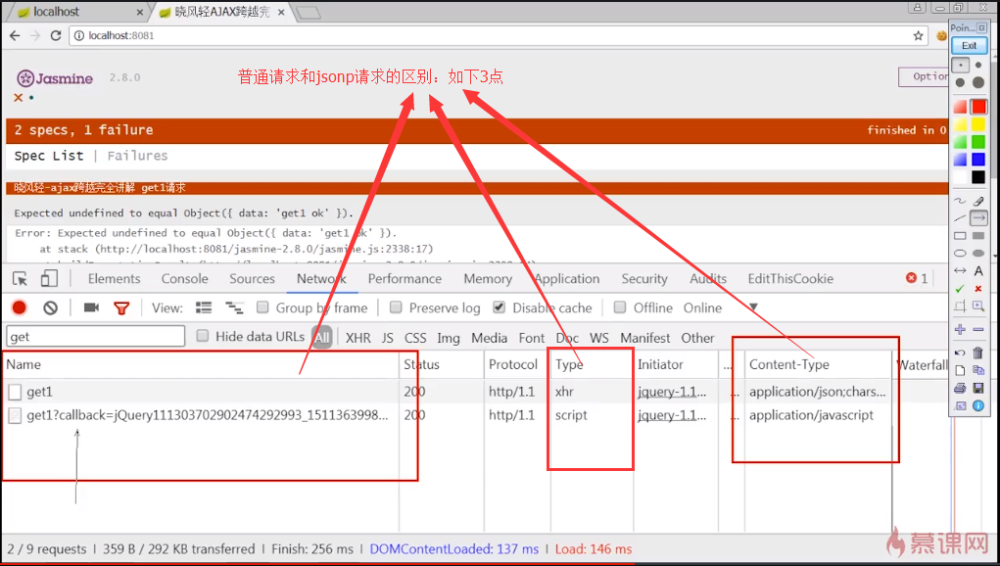 localhost × 晓风轻AJAX跨越完 ×
localhost:8081
Poin...
Exit
Jasmine 2.8.0
普通请求和jsonp请求的区别：如下3点
Option
× •
2 specs, 1 failure finished in 0
Spec List | Failures
晓风轻-ajax跨越完全讲解 get1请求
Expected undefined to equal Object({ data: 'get1 ok' }).
Error: Expected undefined to equal Object({ data: 'get1 ok' }).
at stack (http://localhost:8081/jasmine-2.8.0/jasmine.js:2338:17)
Elements Console Sources Network Performance Memory Application Security Audits EditThisCookie 1
View: Group by frame Preserve log Disable cache Offline Online
get Hide data URLs All XHR JS CSS Img Media Font Doc WS Manifest Other
Name Status Protocol Type Initiator ... Content-Type Waterfall
get1 200 http/1.1 xhr jquery-1.1... ... application/json;chars...
get1?callback=jQuery111303702902474292993_1511363998... 200 http/1.1 script jquery-1.1... ... application/javascript
2 / 9 requests | 359 B / 292 KB transferred | Finish: 256 ms | DOMContentLoaded: 137 ms | Load: 146 ms
慕课网